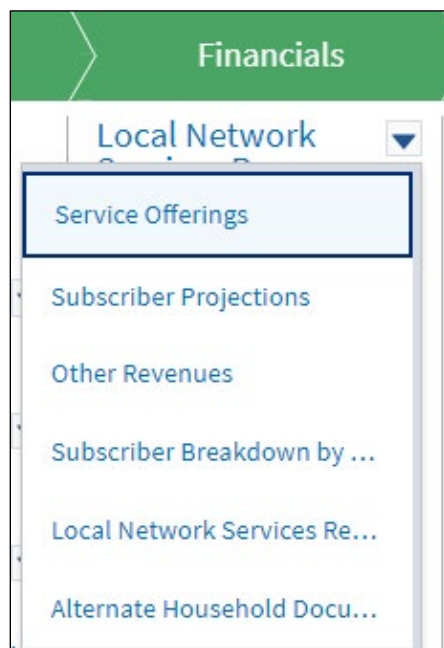 Financials
Local Network
Service Offerings
Subscriber Projections
Other Revenues
Subscriber Breakdown by ...
Local Network Services Re...
Alternate Household Docu...